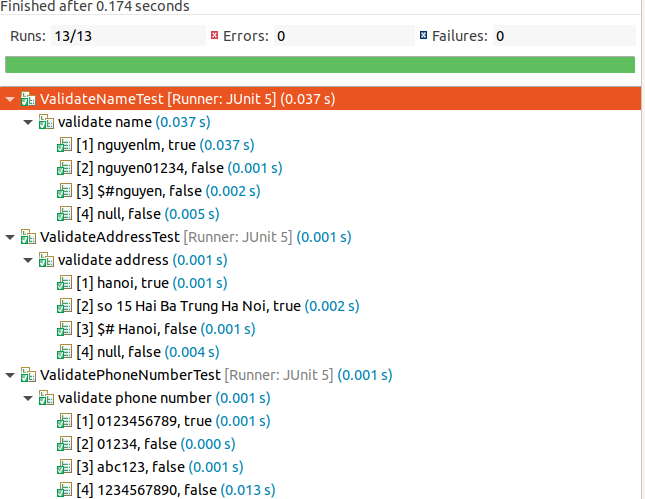 Finished after 0.174 seconds
Runs: 13/13 Errors: 0 Failures: 0
ValidateNameTest [Runner: JUnit 5] (0.037 s)
validate name (0.037 s)
[1] nguyenlm, true (0.037 s)
[2] nguyen01234, false (0.001 s)
[3] $#nguyen, false (0.002 s)
[4] null, false (0.005 s)
ValidateAddressTest [Runner: JUnit 5] (0.001 s)
validate address (0.001 s)
[1] hanoi, true (0.001 s)
[2] so 15 Hai Ba Trung Ha Noi, true (0.002 s)
[3] $# Hanoi, false (0.001 s)
[4] null, false (0.004 s)
ValidatePhoneNumberTest [Runner: JUnit 5] (0.001 s)
validate phone number (0.001 s)
[1] 0123456789, true (0.001 s)
[2] 01234, false (0.000 s)
[3] abc123, false (0.001 s)
[4] 1234567890, false (0.013 s)